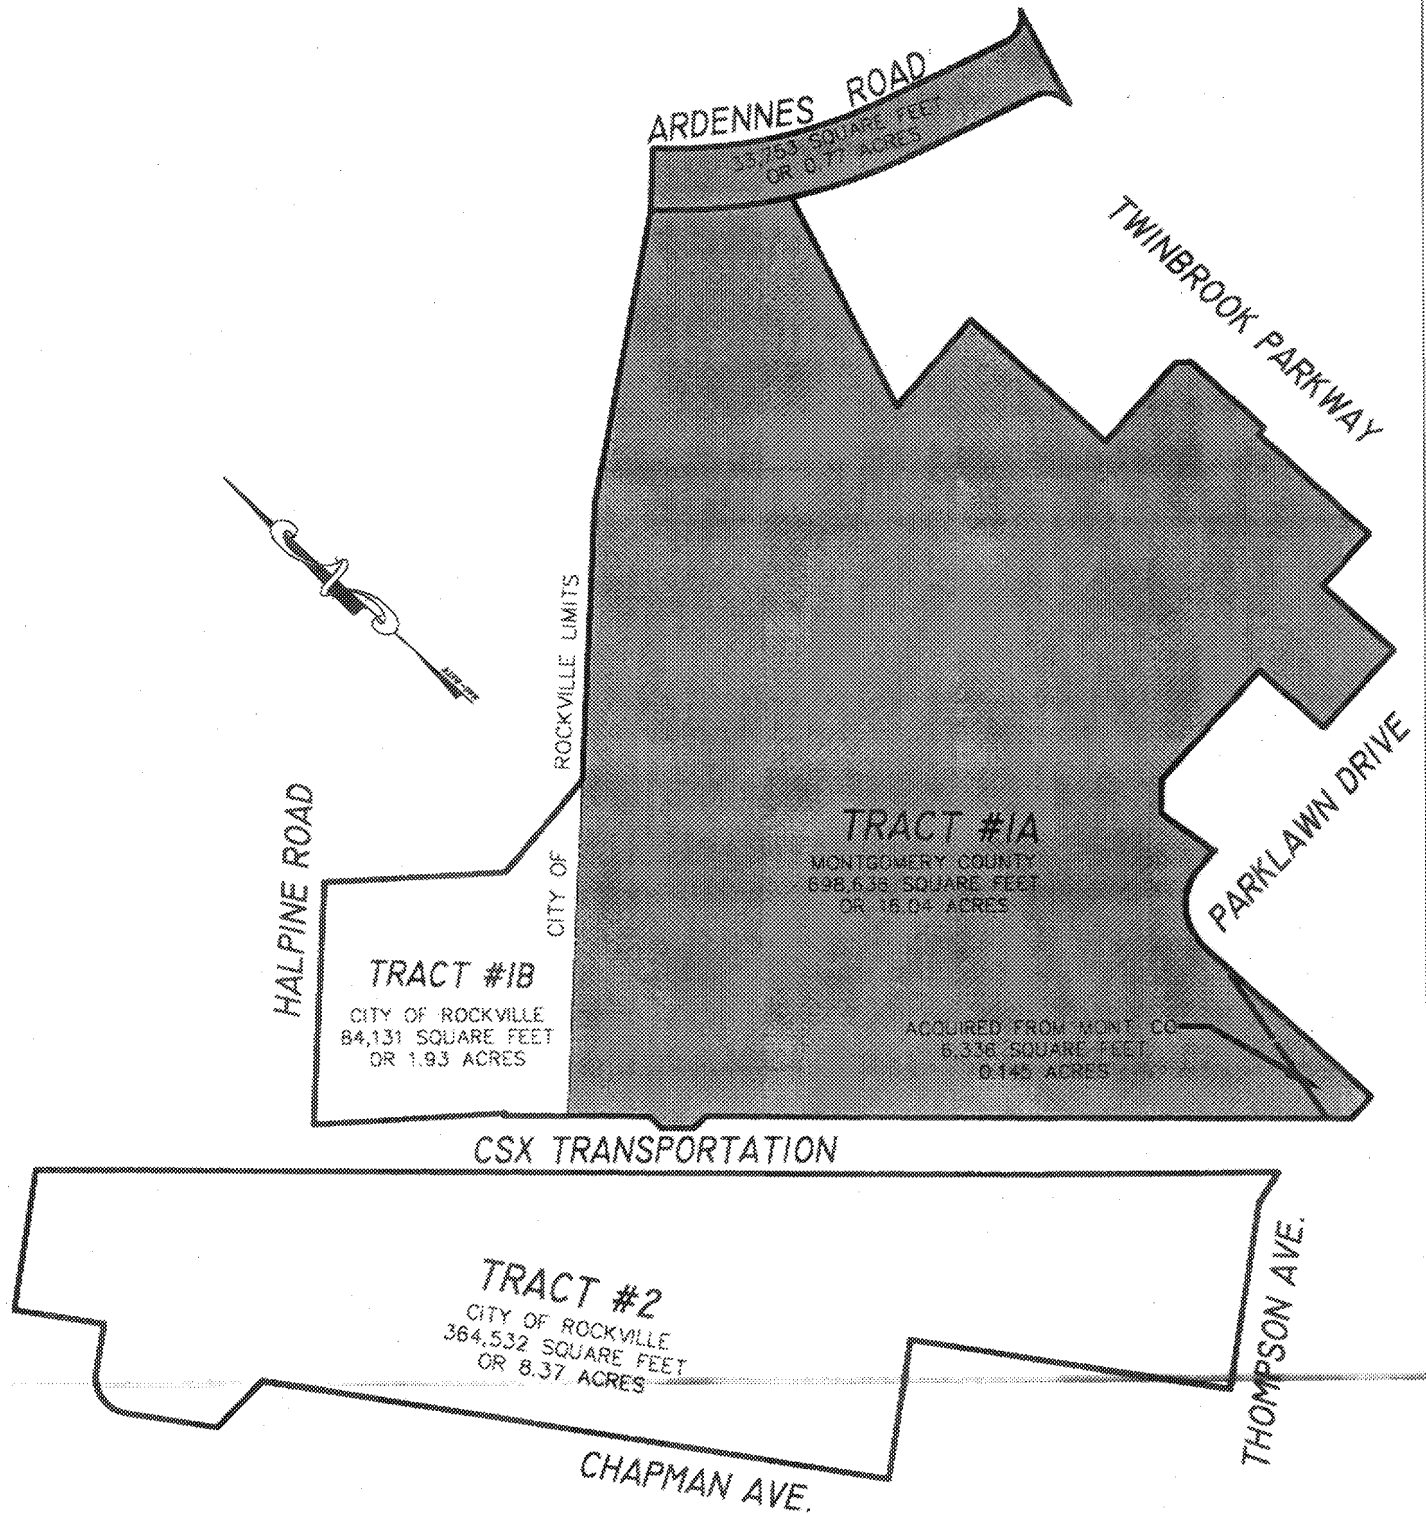 ARDENNES ROAD
33,753 SQUARE FEET
OR 0.77 ACRES
TWINBROOK PARKWAY
CITY OF ROCKVILLE LIMITS
HALPINE ROAD
TRACT #1A
MONTGOMERY COUNTY
698,635 SQUARE FEET
OR 16.04 ACRES
PARKLAWN DRIVE
TRACT #1B
CITY OF ROCKVILLE
84,131 SQUARE FEET
OR 1.93 ACRES
ACQUIRED FROM MONT. CO
6,336 SQUARE FEET
0.145 ACRES
CSX TRANSPORTATION
TRACT #2
CITY OF ROCKVILLE
364,532 SQUARE FEET
OR 8.37 ACRES
THOMPSON AVE.
CHAPMAN AVE.